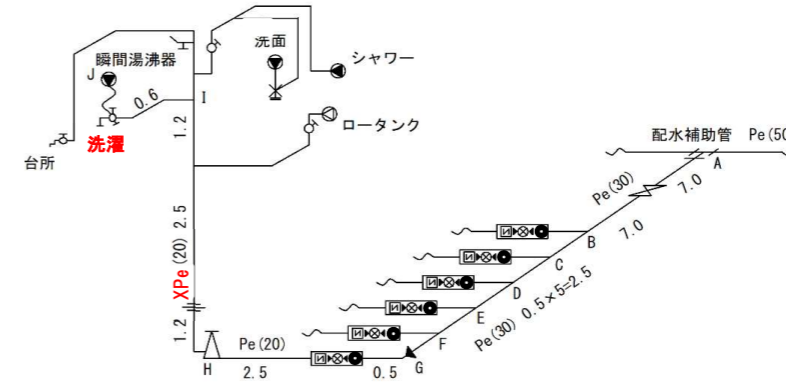 洗面
瞬間湯沸器
シャワー
J
0.6
I
洗濯
1.2
ロータンク
台所
配水補助管 Pe(50
A
Pe(30)
7.0
7.0
2.5
XPe(20)
B
C
D
Pe(30) 0.5×5=2.5
E
F
1.2
Pe(20)
G
H
2.5
0.5